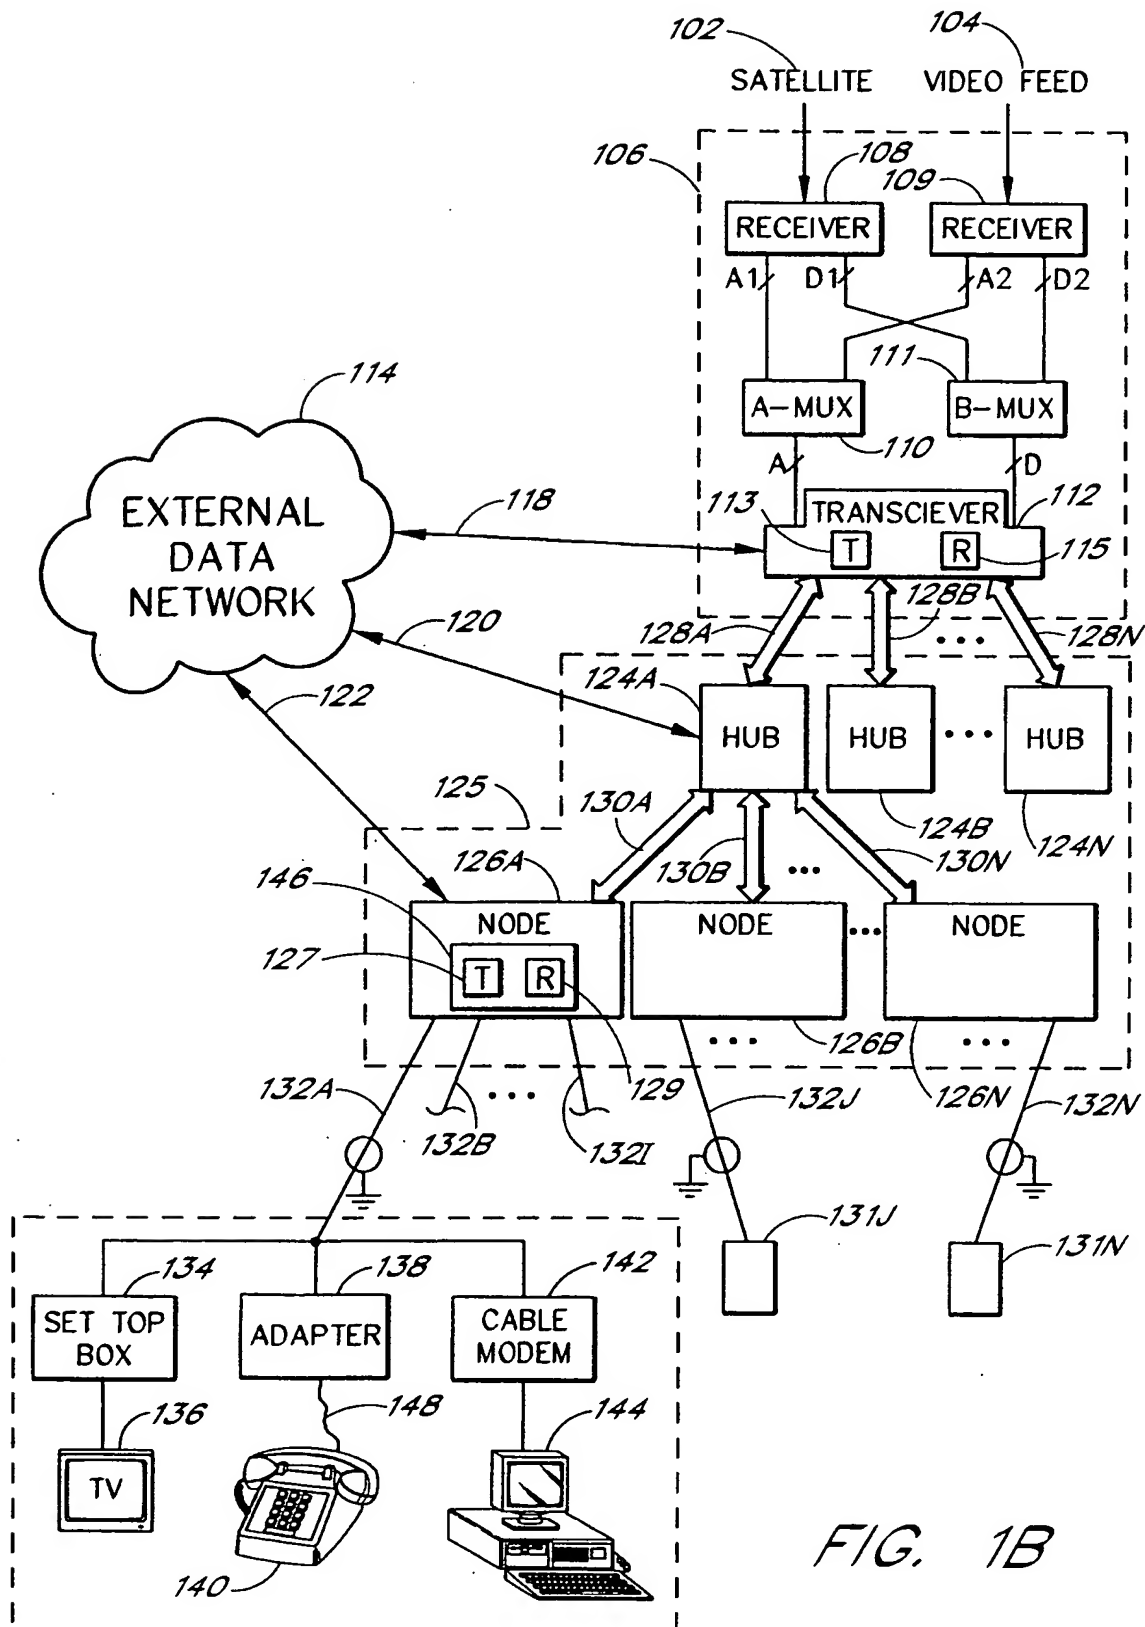 102
104
SATELLITE
VIDEO FEED
106
108
109
RECEIVER
RECEIVER
A1
D1
A2
D2
111
114
A-MUX
B-MUX
110
A
D
EXTERNAL
DATA
NETWORK
118
113
TRANSCIEVER
112
T
R
115
120
128A
128B
128N
122
124A
HUB
HUB
HUB
125
130A
124B
124N
126A
130B
130N
146
NODE
NODE
NODE
127
T
R
126B
132A
129
132J
126N
132N
132B
132I
131J
131N
134
138
142
SET TOP
BOX
ADAPTER
CABLE
MODEM
136
148
144
TV
140
FIG. 1B